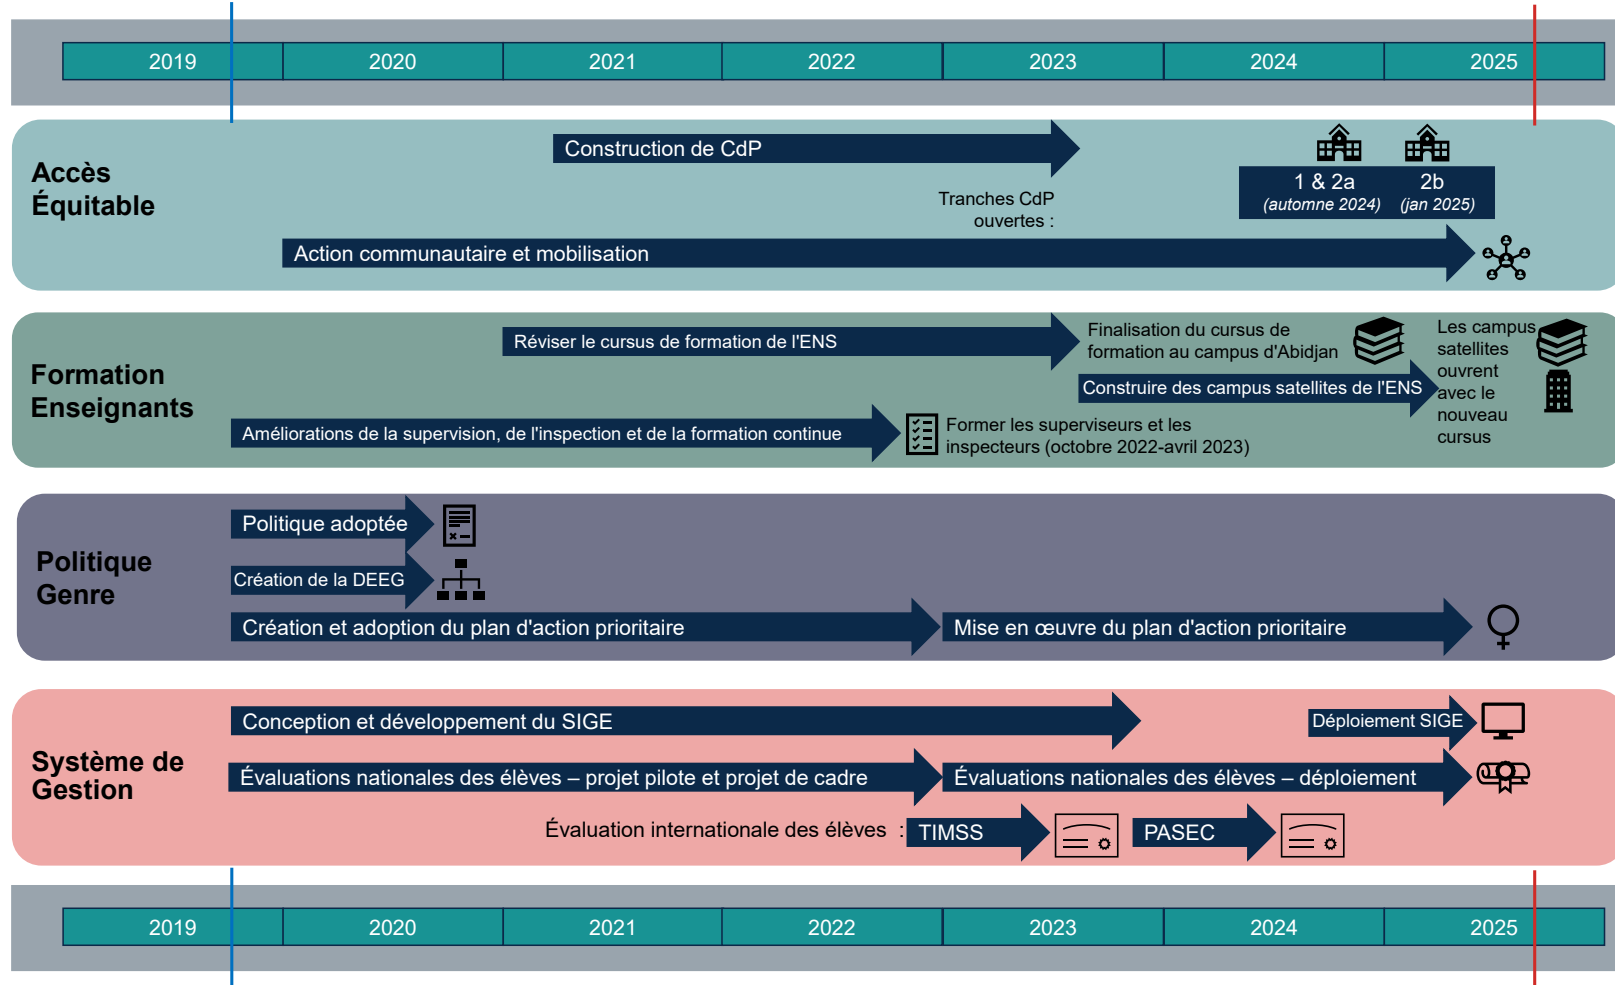 2019 2020 2021 2022 2023 2024 2025
Accès
Équitable
Construction de CdP
Tranches CdP
ouvertes :
1 & 2a
(automne 2024)
2b
(jan 2025)
Action communautaire et mobilisation
Formation
Enseignants
Réviser le cursus de formation de l'ENS
Finalisation du cursus de
formation au campus d'Abidjan
Construire des campus satellites de l'ENS
Les campus
satellites
ouvrent
avec le
nouveau
cursus
Améliorations de la supervision, de l'inspection et de la formation continue
Former les superviseurs et les
inspecteurs (octobre 2022-avril 2023)
Politique
Genre
Politique adoptée
Création de la DEEG
Création et adoption du plan d'action prioritaire
Mise en œuvre du plan d'action prioritaire
Système de
Gestion
Conception et développement du SIGE
Déploiement SIGE
Évaluations nationales des élèves – projet pilote et projet de cadre
Évaluations nationales des élèves – déploiement
Évaluation internationale des élèves :
TIMSS
PASEC
2019 2020 2021 2022 2023 2024 2025